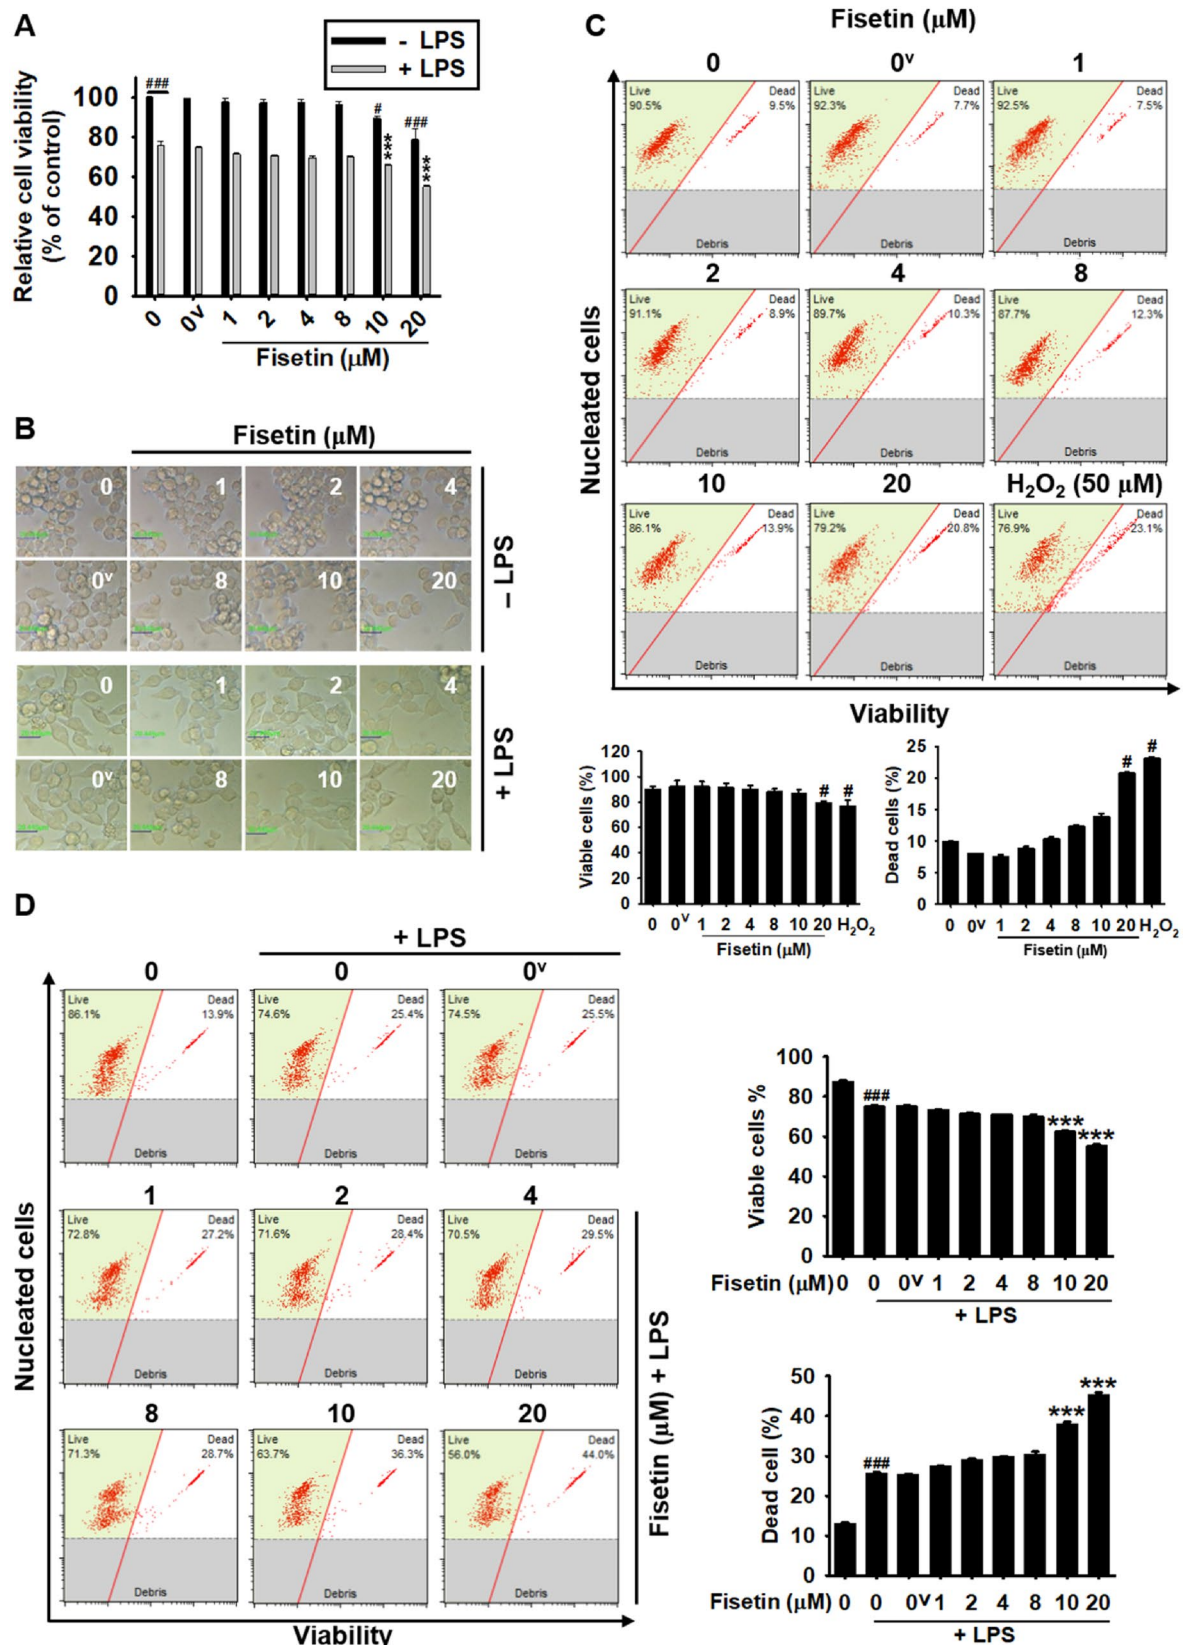 A
- LPS
+ LPS
Relative cell viability
(% of control)
100
80
60
40
20
0
###
#
***
###
***
0
0v
1
2
4
8
10
20
Fisetin (μM)
B
Fisetin (μM)
0
1
2
4
0v
8
10
20
– LPS
0
1
2
4
0v
8
10
20
+ LPS
C
Fisetin (μM)
Nucleated cells
0
0v
1
Live
90.5%
Dead
9.5%
Debris
Live
92.3%
Dead
7.7%
Debris
Live
92.5%
Dead
7.5%
Debris
2
4
8
Live
91.1%
Dead
8.9%
Debris
Live
89.7%
Dead
10.3%
Debris
Live
87.7%
Dead
12.3%
Debris
10
20
H2O2 (50 μM)
Live
86.1%
Dead
13.9%
Debris
Live
79.2%
Dead
20.8%
Debris
Live
76.9%
Dead
23.1%
Debris
Viability
Viable cells (%)
120
100
80
60
40
20
0
# #
0 0v 1 2 4 8 10 20 H2O2
Fisetin (μM)
Dead cells (%)
25
20
15
10
5
0
# #
0 0v 1 2 4 8 10 20 H2O2
Fisetin (μM)
D
+ LPS
Nucleated cells
0
0
0v
Live
86.1%
Dead
13.9%
Debris
Live
74.6%
Dead
25.4%
Debris
Live
74.5%
Dead
25.5%
Debris
1
2
4
Live
72.8%
Dead
27.2%
Debris
Live
71.6%
Dead
28.4%
Debris
Live
70.5%
Dead
29.5%
Debris
8
10
20
Live
71.3%
Dead
28.7%
Debris
Live
63.7%
Dead
36.3%
Debris
Live
56.0%
Dead
44.0%
Debris
Fisetin (μM) + LPS
Viability
Viable cells %
100
80
60
40
20
0
###
***
***
Fisetin (μM) 0 0 0v 1 2 4 8 10 20
+ LPS
Dead cell (%)
50
40
30
20
10
0
###
***
***
Fisetin (μM) 0 0 0v 1 2 4 8 10 20
+ LPS